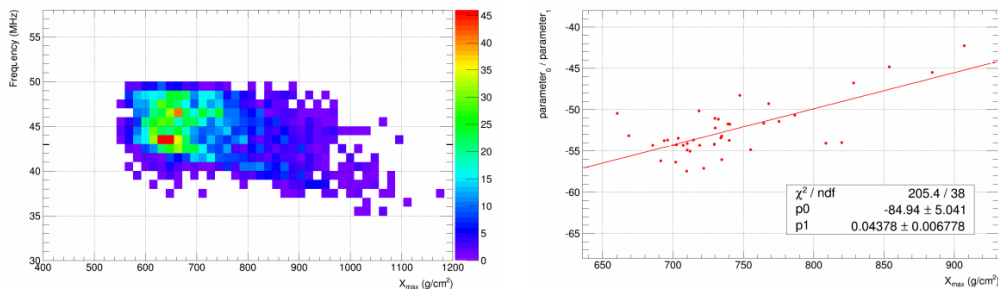 Frequency (MHz)
55
50
45
40
35
30
400 500 600 700 800 900 1000 1100 1200
X_max (g/cm²)
45
40
35
30
25
20
15
10
5
0
parameter₀ / parameter₁
-40
-45
-50
-55
-60
-65
650 700 750 800 850 900
X_max (g/cm²)
χ² / ndf 205.4 / 38
p0 -84.94 ± 5.041
p1 0.04378 ± 0.006778